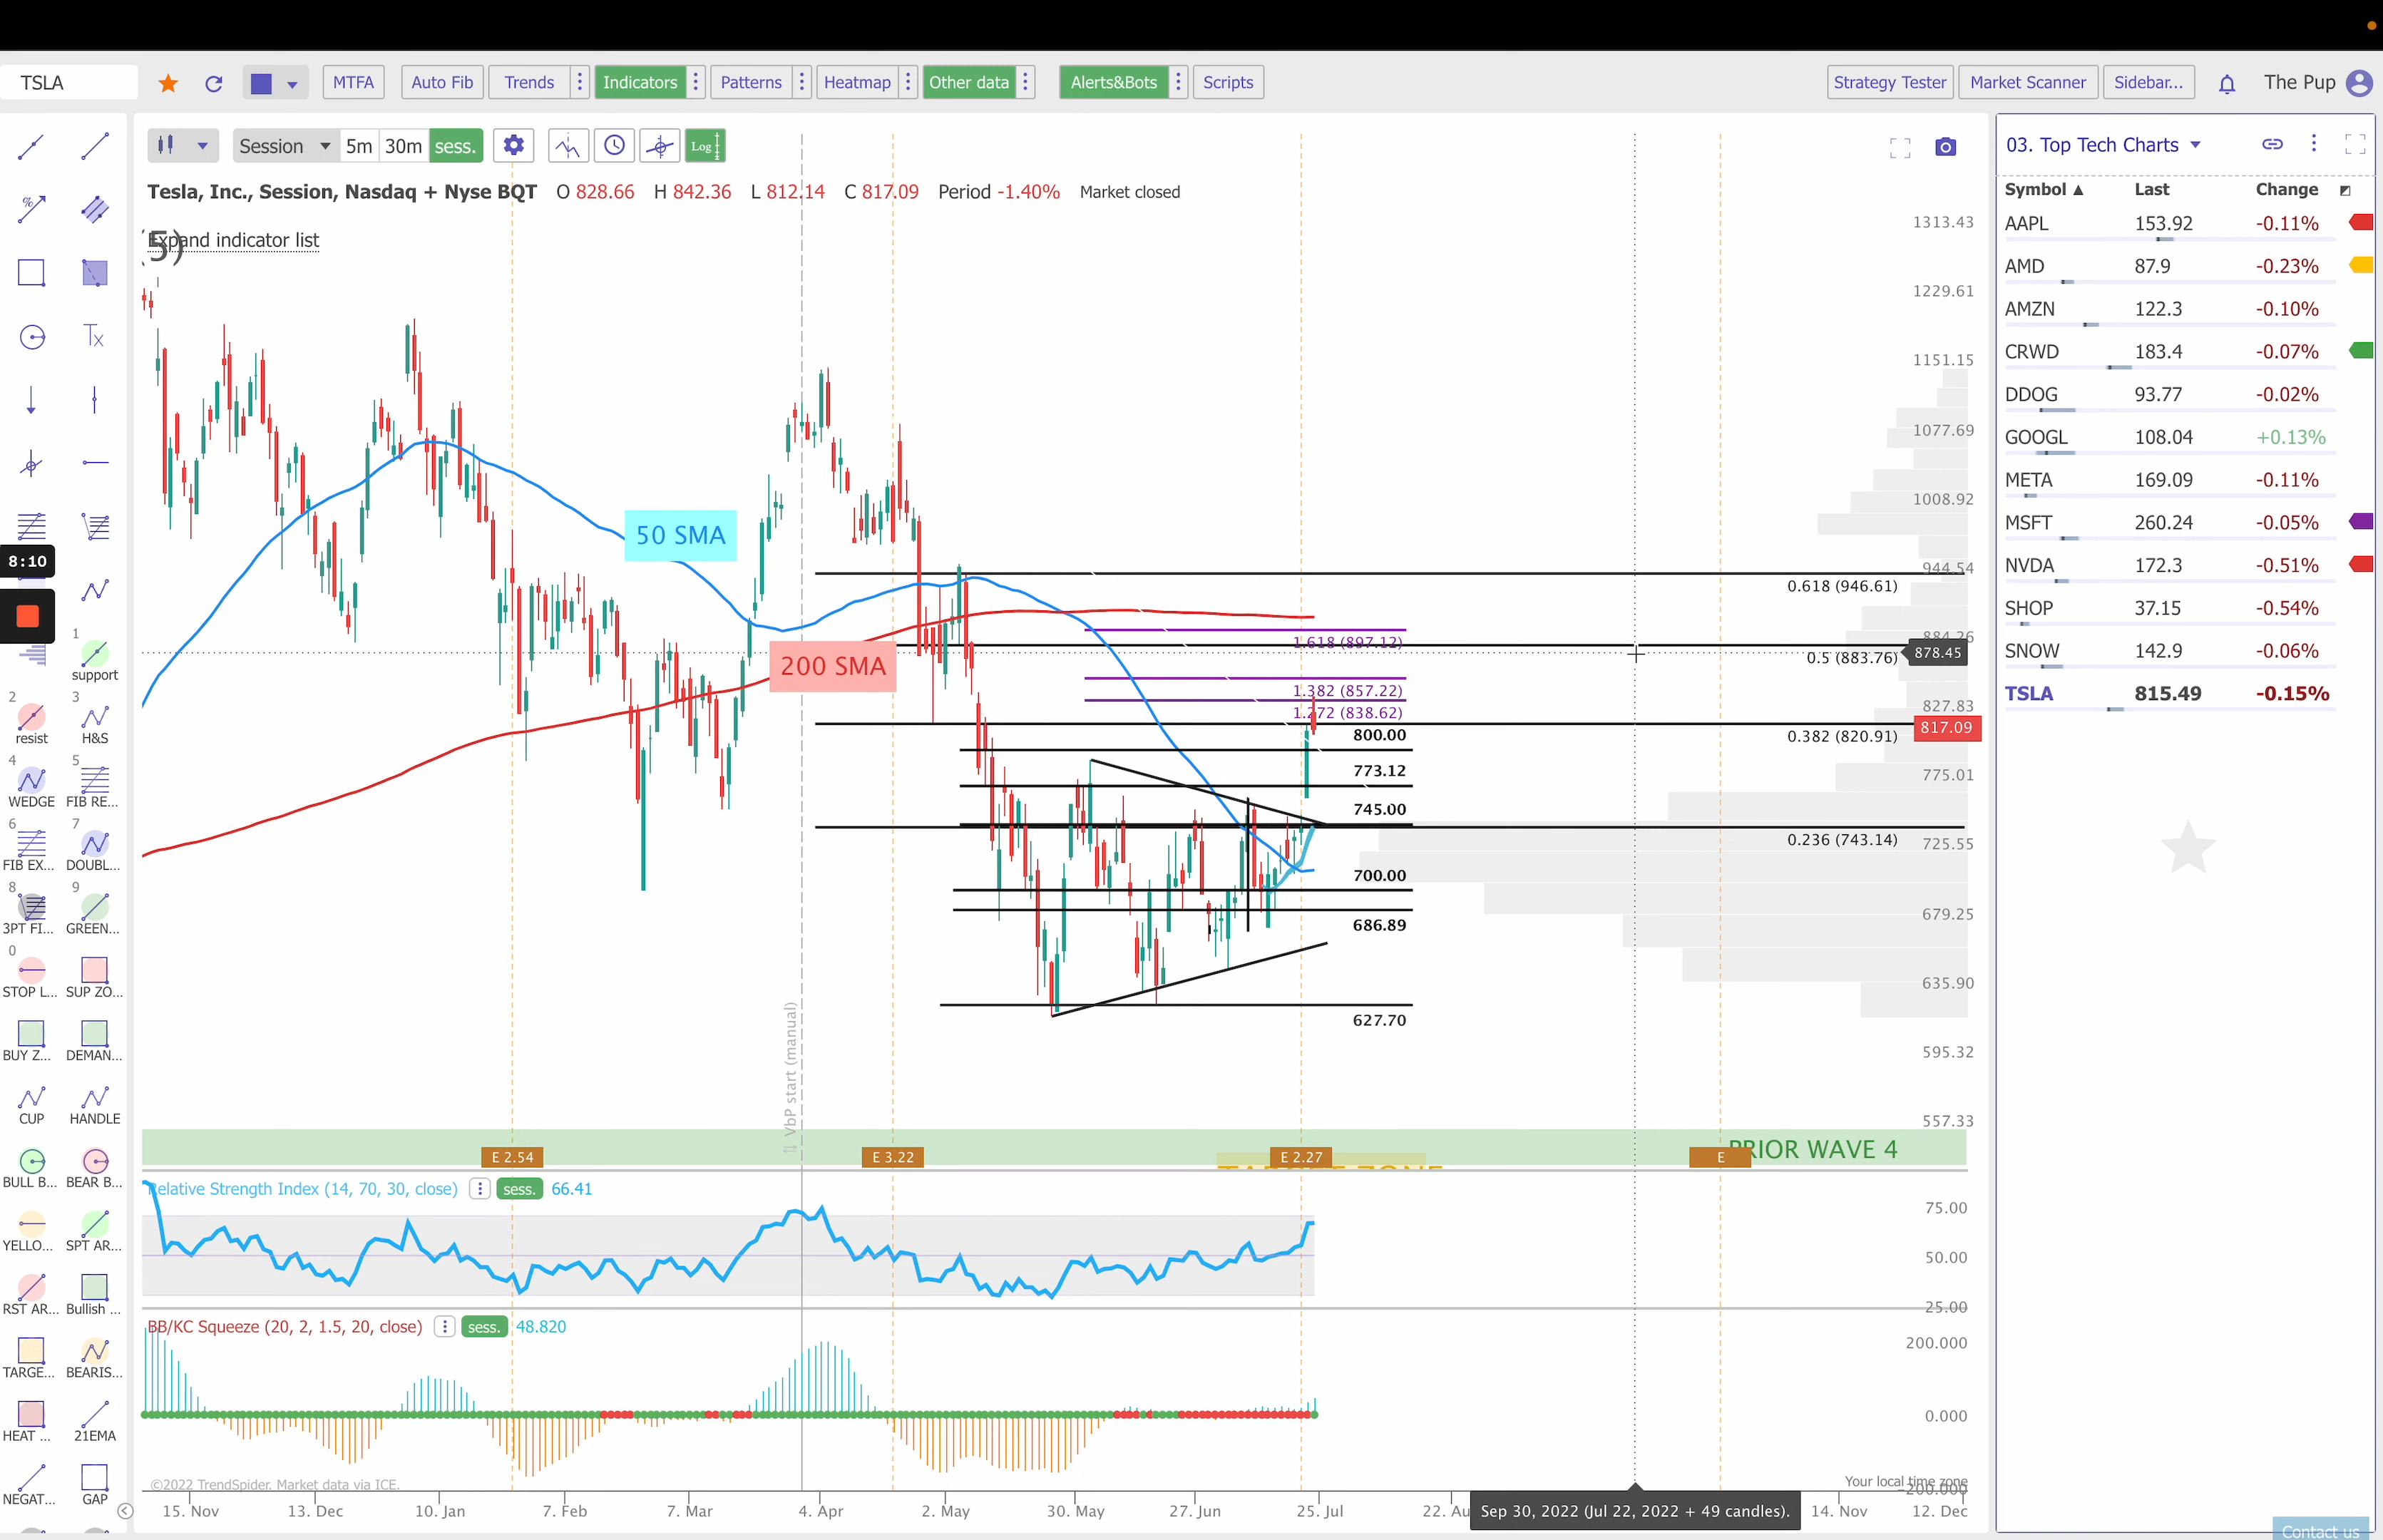 TSLA
MTFA
Auto Fib
Trends
Indicators
Patterns
Heatmap
Other data
Alerts&Bots
Scripts
Strategy Tester
Market Scanner
Sidebar...
The Pup
Session
5m
30m
sess.
Log
Tesla, Inc., Session, Nasdaq + Nyse BQT O 828.66 H 842.36 L 812.14 C 817.09 Period -1.40% Market closed
5)
Expand indicator list
50 SMA
200 SMA
1313.43
1229.61
1151.15
1077.69
1008.92
944.54
0.618 (946.61)
884.26
1.618 (897.12)
0.5 (883.76)
878.45
1.382 (857.22)
1.272 (838.62)
827.83
817.09
0.382 (820.91)
800.00
773.12
775.01
745.00
0.236 (743.14)
725.55
700.00
679.25
686.89
635.90
627.70
595.32
557.33
VbP start (manual)
PRIOR WAVE 4
TARGET ZONE
E 2.54
E 3.22
E 2.27
E
Relative Strength Index (14, 70, 30, close) sess. 66.41
75.00
50.00
25.00
BB/KC Squeeze (20, 2, 1.5, 20, close) sess. 48.820
200.000
0.000
-200.000
©2022 TrendSpider. Market data via ICE.
Your local time zone
15. Nov
13. Dec
10. Jan
7. Feb
7. Mar
4. Apr
2. May
30. May
27. Jun
25. Jul
22. Au
Sep 30, 2022 (Jul 22, 2022 + 49 candles).
14. Nov
12. Dec
8:10
1
support
2
resist
3
H&S
4
WEDGE
5
FIB RE...
6
FIB EX...
7
DOUBL...
8
3PT FI...
9
GREEN...
0
STOP L...
SUP ZO...
BUY Z...
DEMAN...
CUP
HANDLE
BULL B...
BEAR B...
YELLO...
SPT AR...
RST AR...
Bullish ...
TARGE...
BEARIS...
HEAT ...
21EMA
NEGAT...
GAP
03. Top Tech Charts
Symbol Last Change
AAPL 153.92 -0.11%
AMD 87.9 -0.23%
AMZN 122.3 -0.10%
CRWD 183.4 -0.07%
DDOG 93.77 -0.02%
GOOGL 108.04 +0.13%
META 169.09 -0.11%
MSFT 260.24 -0.05%
NVDA 172.3 -0.51%
SHOP 37.15 -0.54%
SNOW 142.9 -0.06%
TSLA 815.49 -0.15%
Contact us